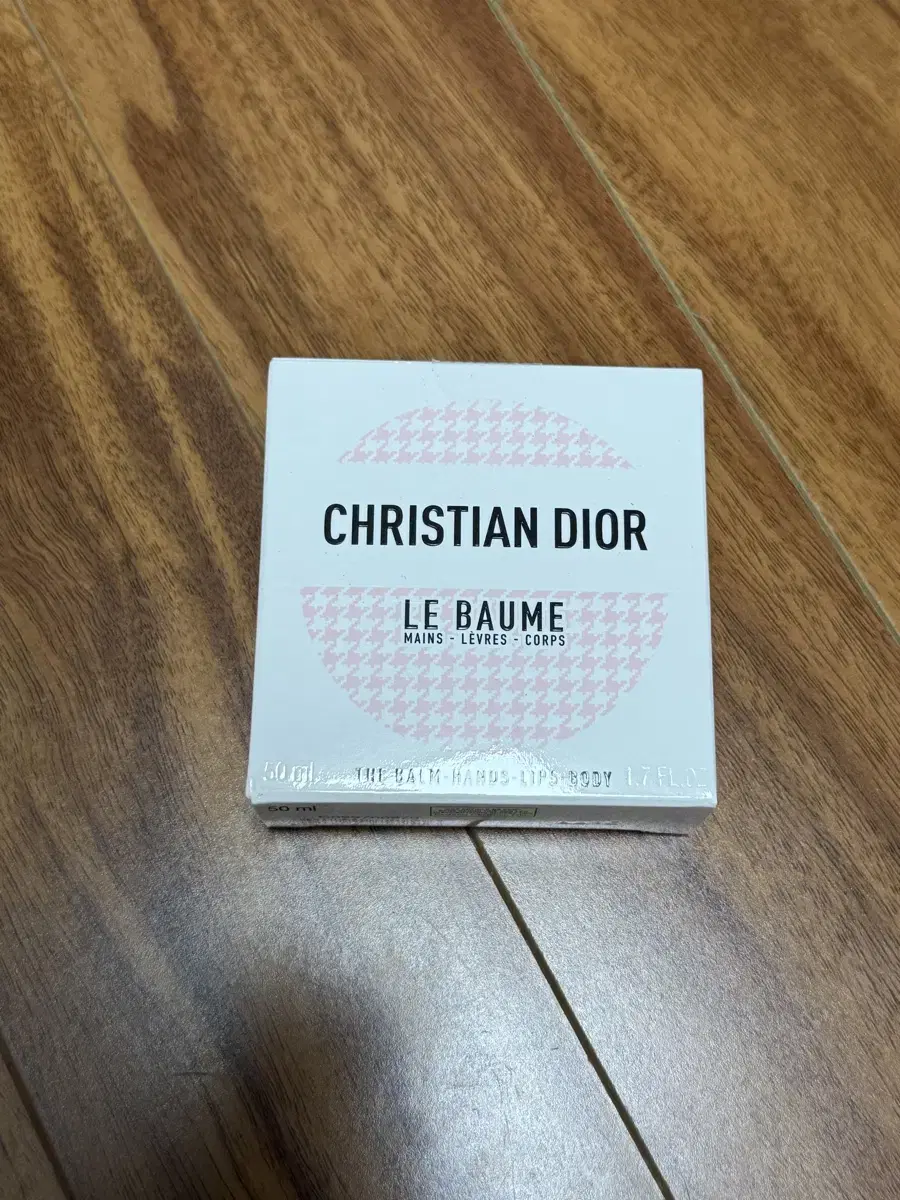 CHRISTIAN DIOR
LE BAUME
MAINS - LÈVRES - CORPS
50 ml THE BALM-HANDS-LIPS-BODY 1.7 FL.OZ
50 ml